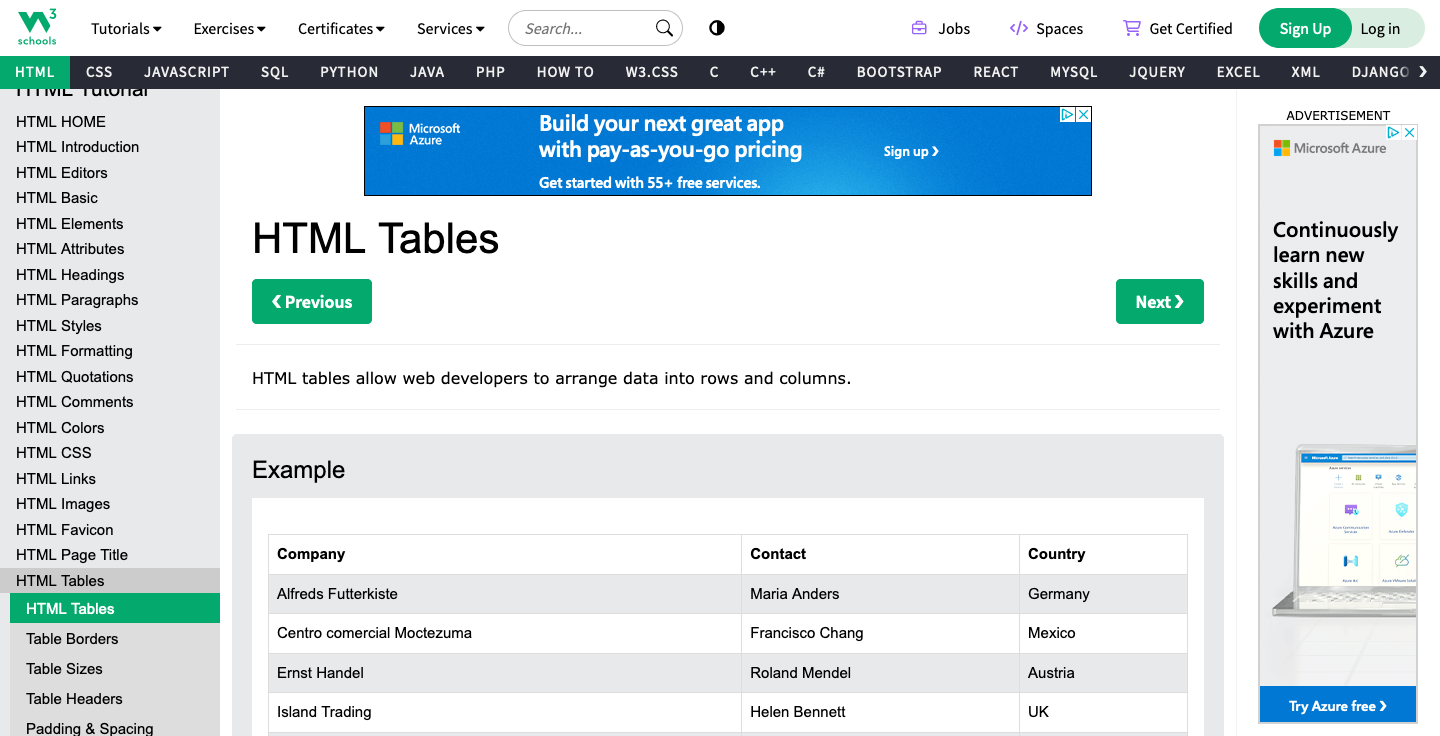 W3 schools
Tutorials
Exercises
Certificates
Services
Search...
Jobs
Spaces
Get Certified
Sign Up
Log in
HTML CSS JAVASCRIPT SQL PYTHON JAVA PHP HOW TO W3.CSS C C++ C# BOOTSTRAP REACT MYSQL JQUERY EXCEL XML DJANGO ❯
HTML Tutorial
HTML HOME
HTML Introduction
HTML Editors
HTML Basic
HTML Elements
HTML Attributes
HTML Headings
HTML Paragraphs
HTML Styles
HTML Formatting
HTML Quotations
HTML Comments
HTML Colors
HTML CSS
HTML Links
HTML Images
HTML Favicon
HTML Page Title
HTML Tables
HTML Tables
Table Borders
Table Sizes
Table Headers
Padding & Spacing
Microsoft
Azure
Build your next great app
with pay-as-you-go pricing
Get started with 55+ free services.
Sign up ❯
HTML Tables
❮ Previous
Next ❯
HTML tables allow web developers to arrange data into rows and columns.
Example
Company Contact Country
Alfreds Futterkiste Maria Anders Germany
Centro comercial Moctezuma Francisco Chang Mexico
Ernst Handel Roland Mendel Austria
Island Trading Helen Bennett UK
ADVERTISEMENT
Microsoft Azure
Continuously
learn new
skills and
experiment
with Azure
Try Azure free ❯